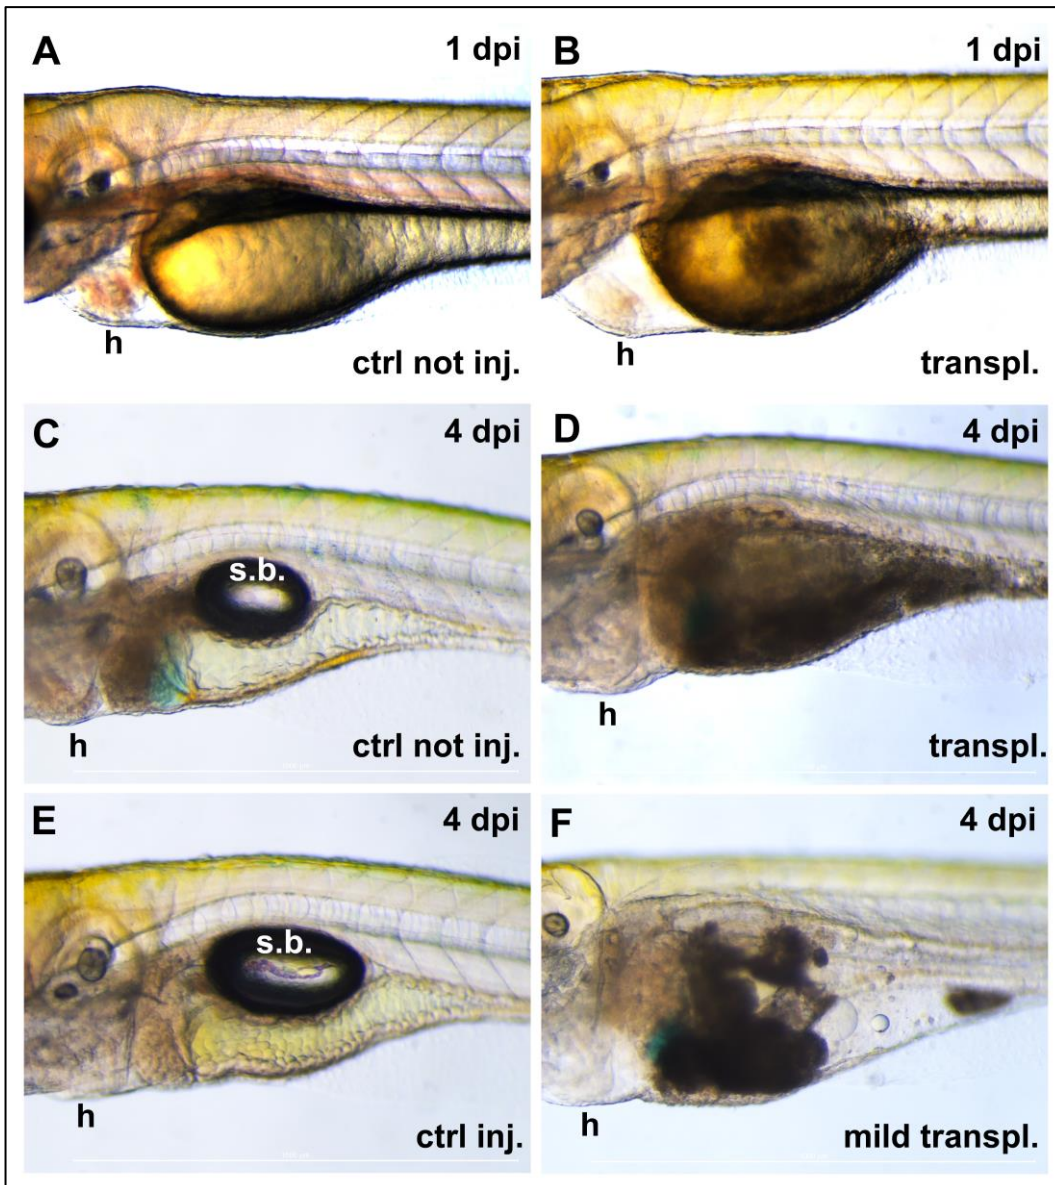 A 1 dpi
h
ctrl not inj.
B 1 dpi
h
transpl.
C 4 dpi
s.b.
h
ctrl not inj.
D 4 dpi
h
transpl.
E 4 dpi
s.b.
h
ctrl inj.
F 4 dpi
h
mild transpl.